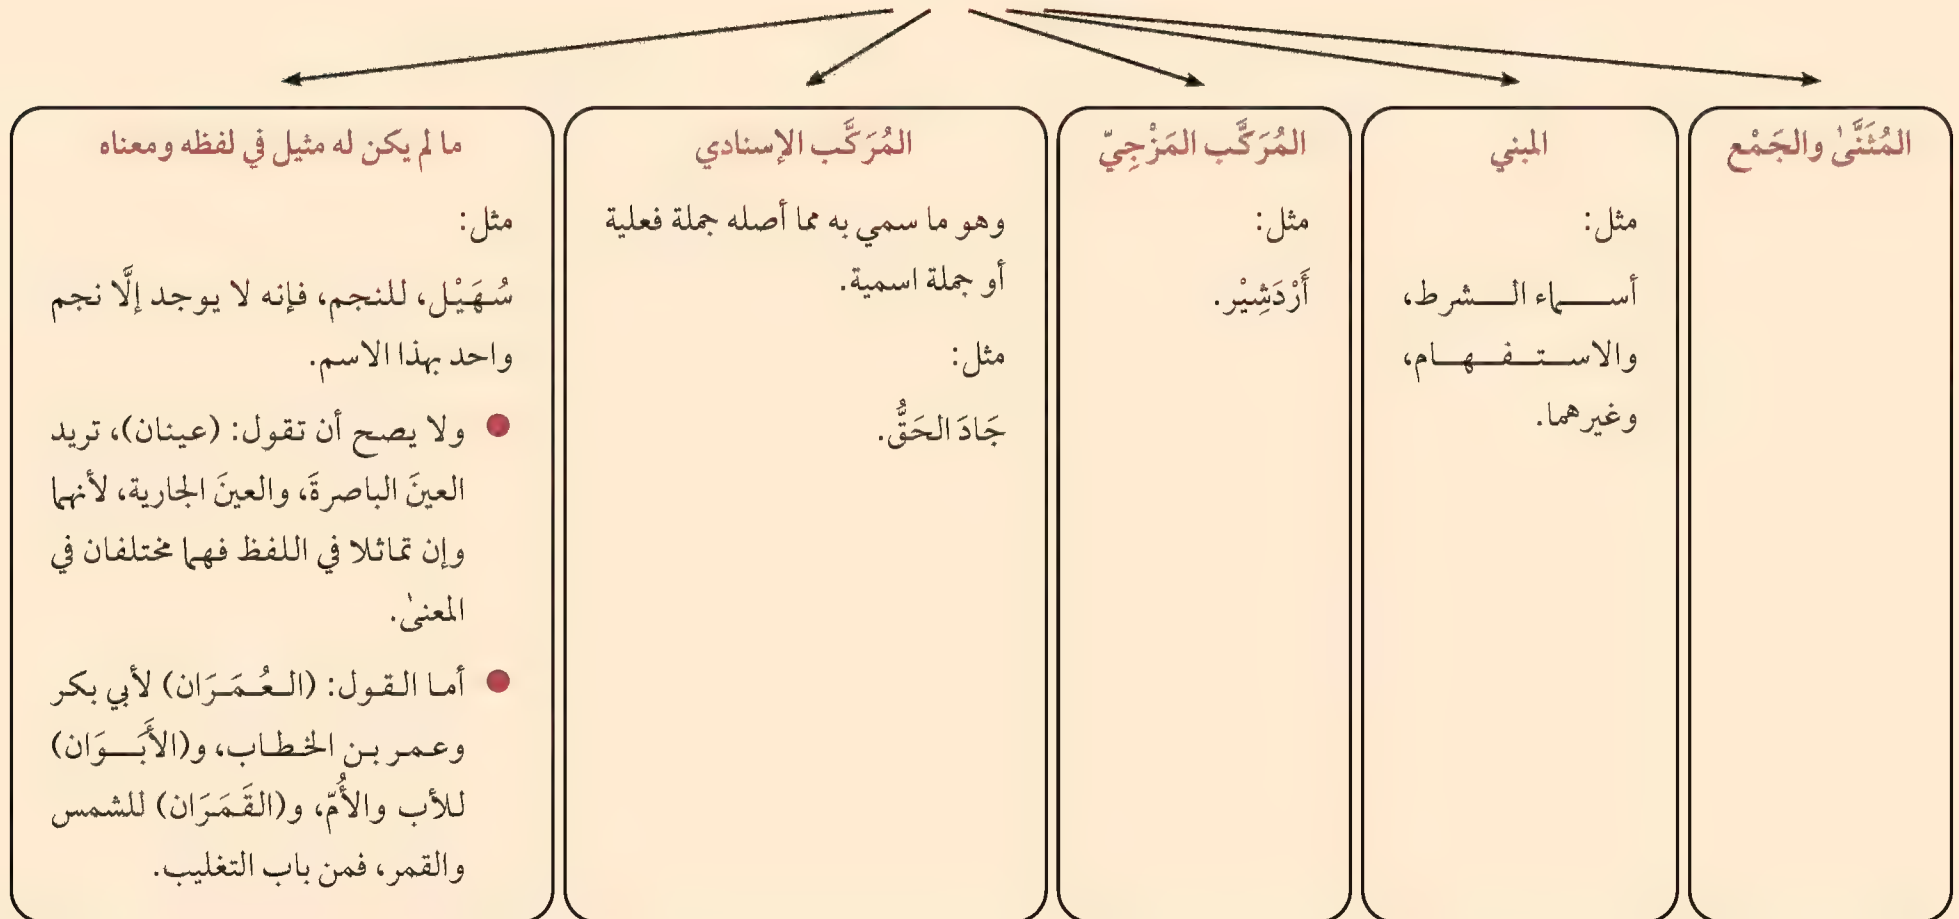 المُثَنَّىٰ والجَمْع
المبني
مثل:
أسماء الشرط،
والاستفهام،
وغيرهما.
المُرَكَّب المَزْجِيّ
مثل:
أَرْدَشِيْر.
المُرَكَّب الإسنادي
وهو ما سمي به مما أصله جملة فعلية
أو جملة اسمية.
مثل:
جَادَ الحَقُّ.
ما لم يكن له مثيل في لفظه ومعناه
مثل:
سُهَيْل، للنجم، فإنه لا يوجد إلَّا نجم
واحد بهذا الاسم.
● ولا يصح أن تقول: (عينان)، تريد
العينَ الباصرةَ، والعينَ الجارية، لأنهما
وإن تماثلا في اللفظ فهما مختلفان في
المعنىٰ.
● أما القول: (العُمَرَان) لأبي بكر
وعمر بن الخطاب، و(الأَبَوَان)
للأب والأُمّ، و(القَمَرَان) للشمس
والقمر، فمن باب التغليب.